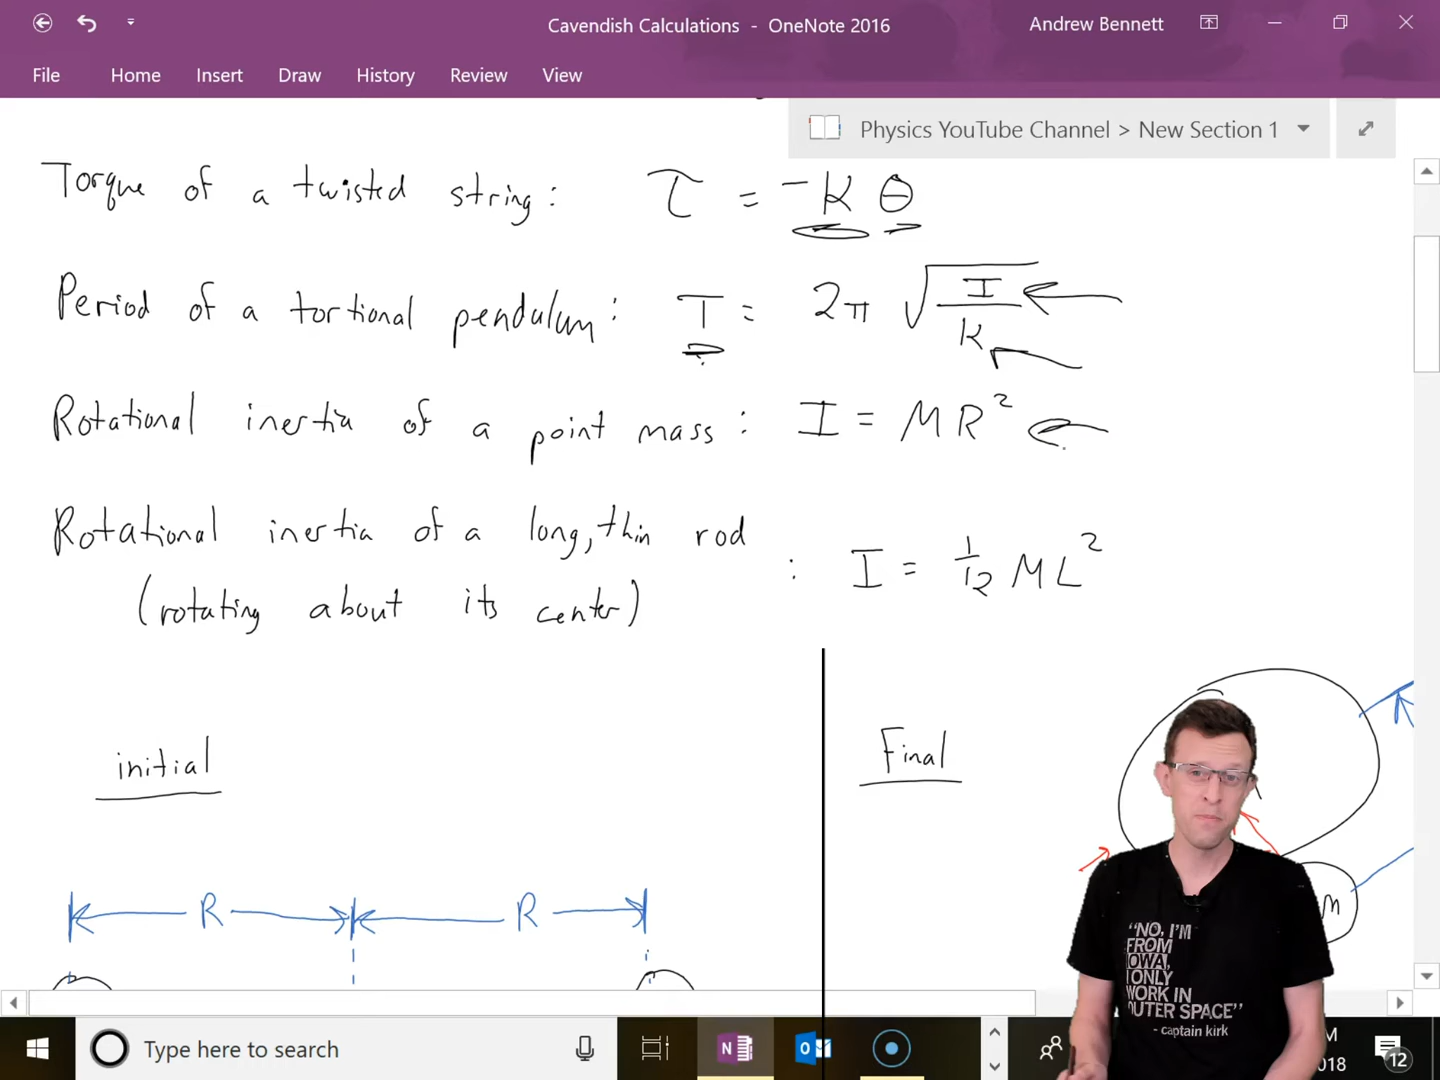 Cavendish Calculations - OneNote 2016
Andrew Bennett
File Home Insert Draw History Review View
Physics YouTube Channel > New Section 1
Torque of a twisted string: τ = -K θ
Period of a tortional pendulum: T = 2π √(I/K)
Rotational inertia of a point mass: I = MR²
Rotational inertia of a long, thin rod
(rotating about its center) : I = 1/12 ML²
initial
Final
R R
m
"NO, I'M
FROM
IOWA,
I ONLY
WORK IN
OUTER SPACE"
- captain kirk
Type here to search
N
O
M
018
12